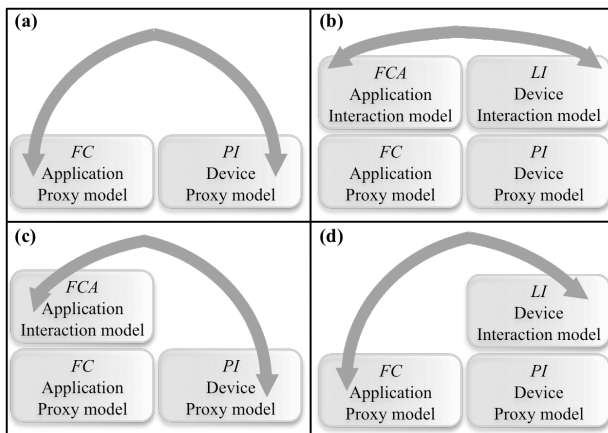 (a)
FC
Application
Proxy model
PI
Device
Proxy model
(b)
FCA
Application
Interaction model
LI
Device
Interaction model
FC
Application
Proxy model
PI
Device
Proxy model
(c)
FCA
Application
Interaction model
FC
Application
Proxy model
PI
Device
Proxy model
(d)
LI
Device
Interaction model
FC
Application
Proxy model
PI
Device
Proxy model